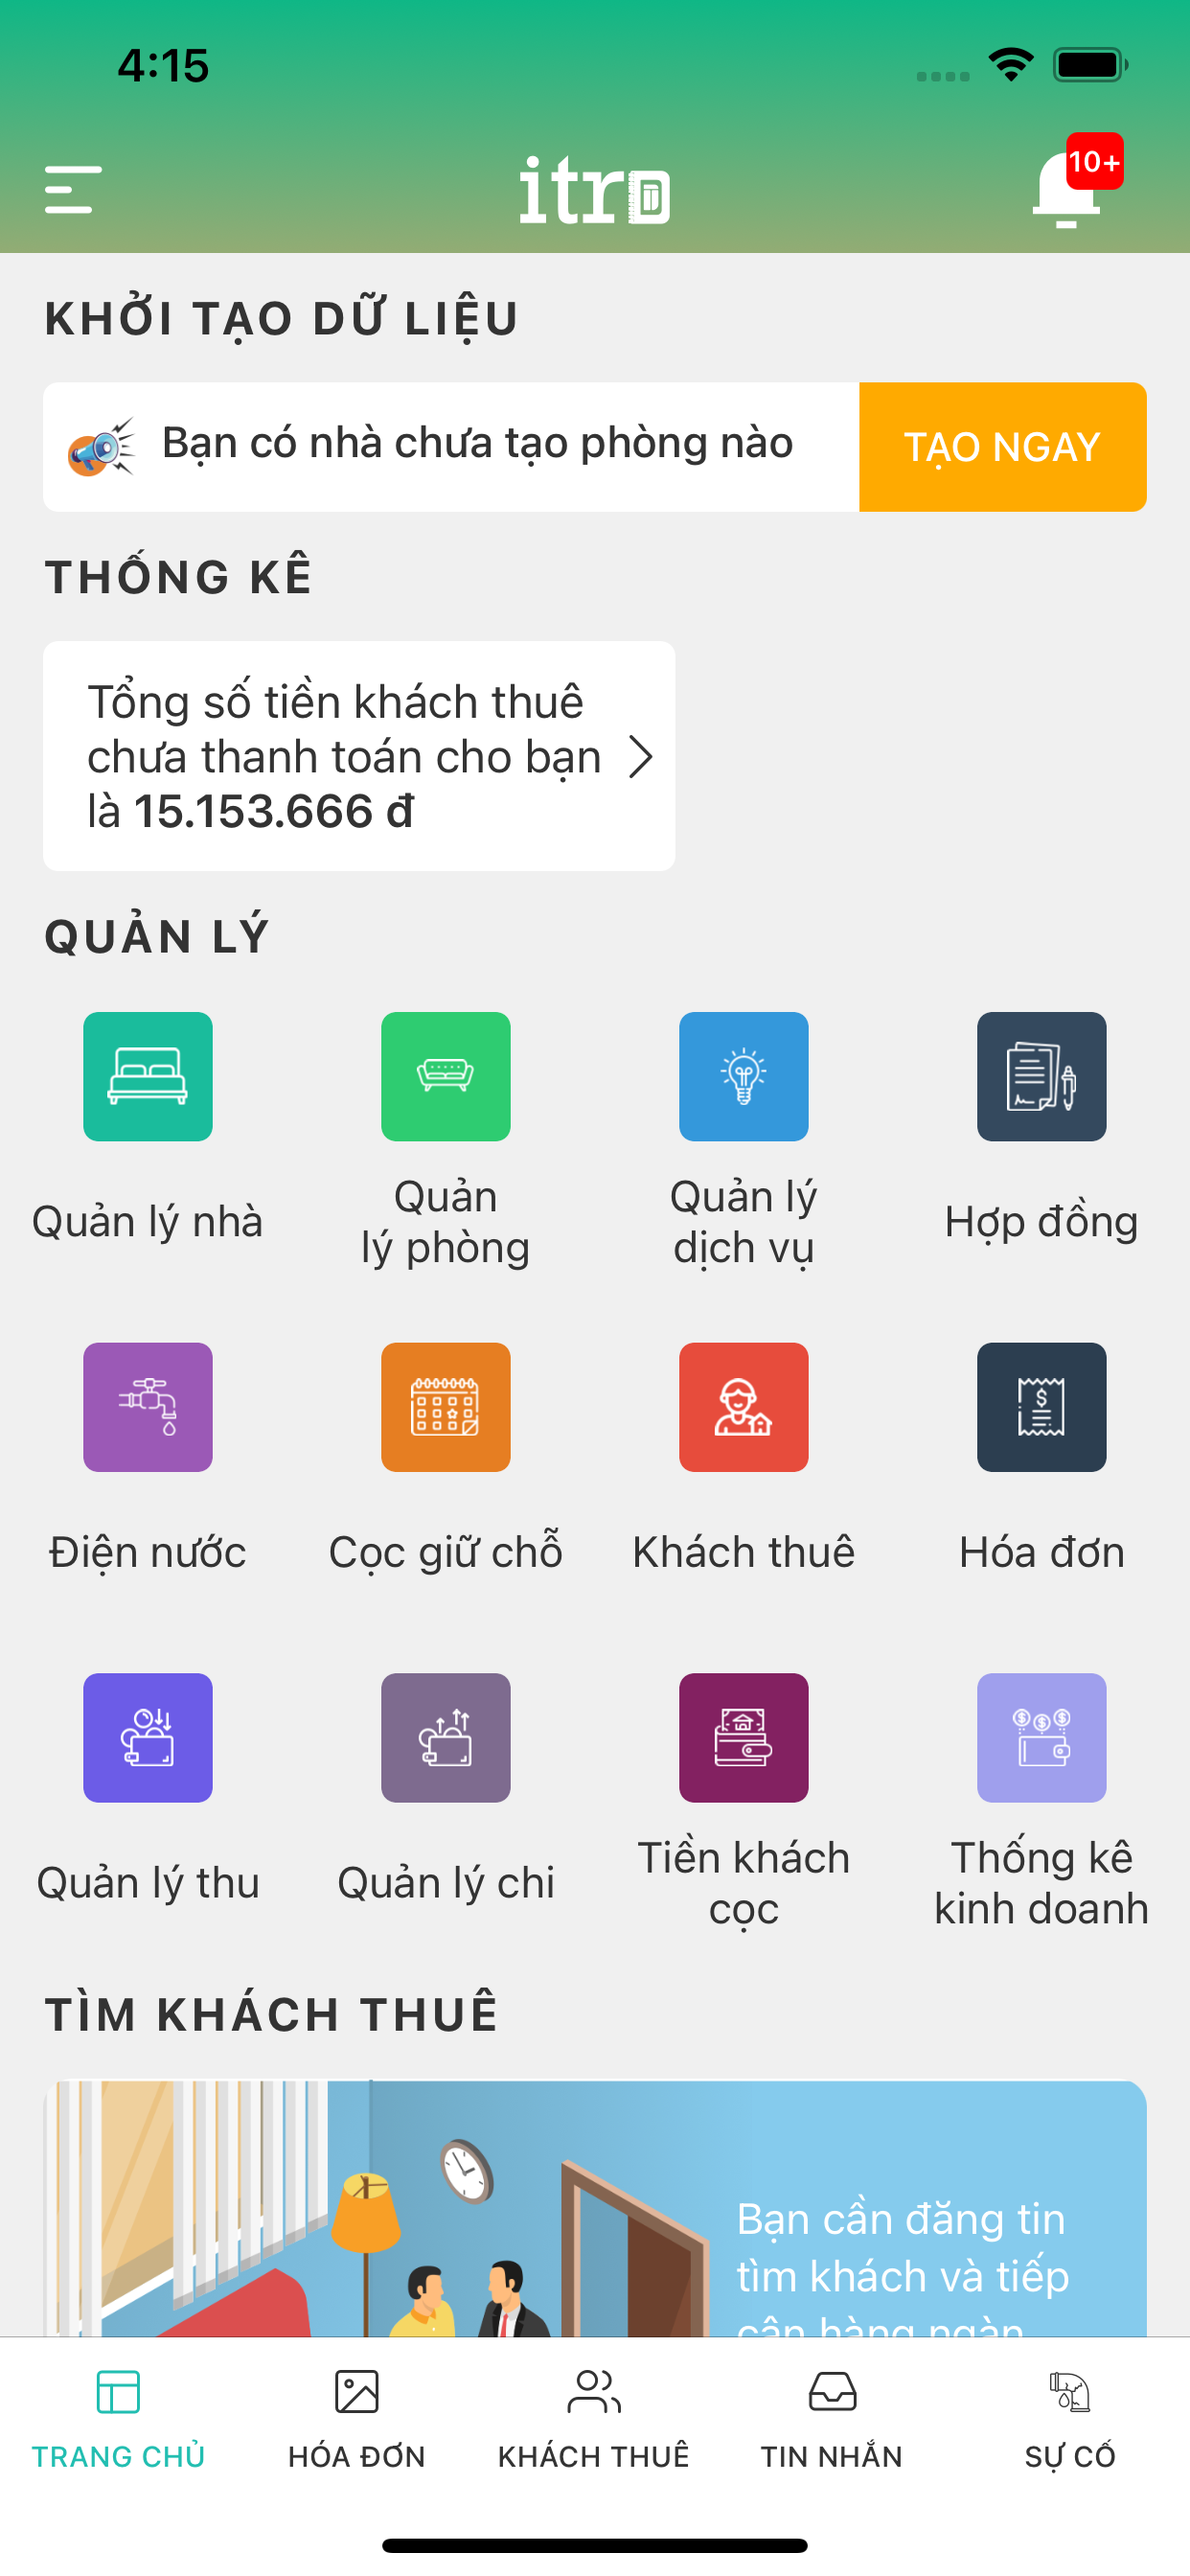 4:15
itro
10+
KHỞI TẠO DỮ LIỆU
Bạn có nhà chưa tạo phòng nào
TẠO NGAY
THỐNG KÊ
Tổng số tiền khách thuê
chưa thanh toán cho bạn
là 15.153.666 đ
QUẢN LÝ
Quản lý nhà
Quản
lý phòng
Quản lý
dịch vụ
Hợp đồng
Điện nước
Cọc giữ chỗ
Khách thuê
Hóa đơn
Quản lý thu
Quản lý chi
Tiền khách
cọc
Thống kê
kinh doanh
TÌM KHÁCH THUÊ
Bạn cần đăng tin
tìm khách và tiếp
cận hàng ngàn
TRANG CHỦ
HÓA ĐƠN
KHÁCH THUÊ
TIN NHẮN
SỰ CỐ